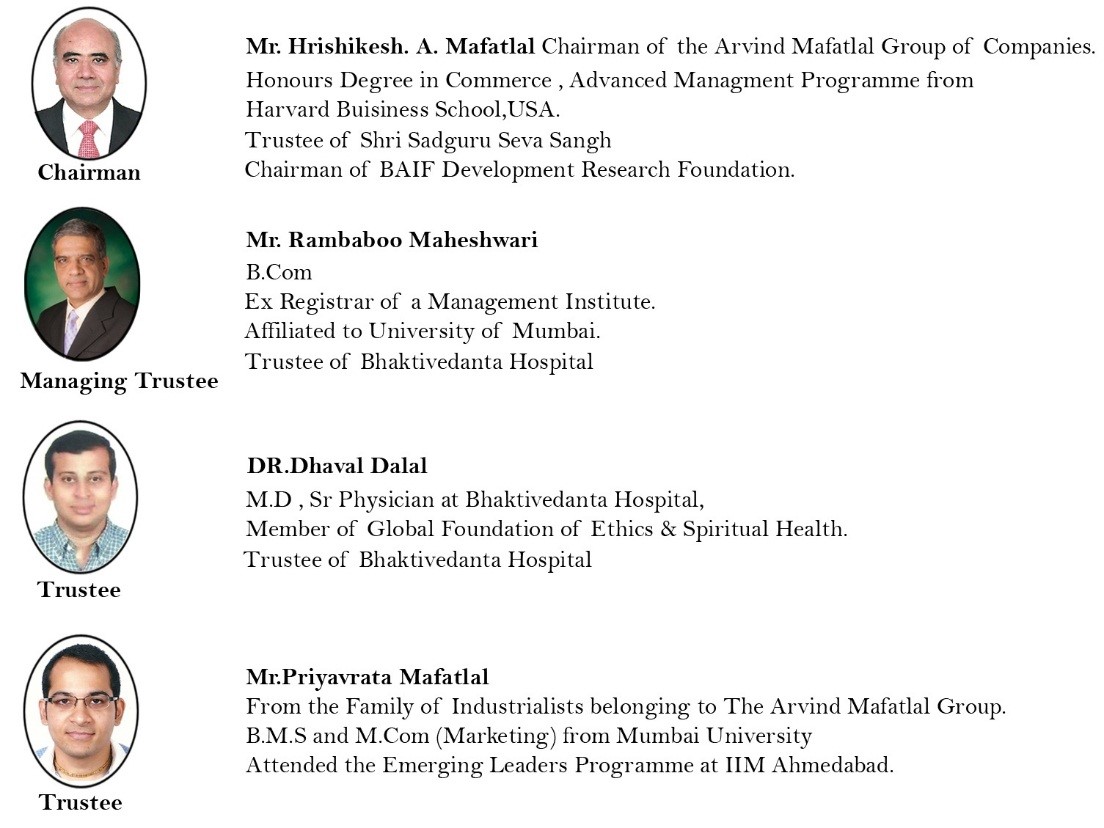 Mr. Hrishikesh. A. Mafatlal Chairman of the Arvind Mafatlal Group of Companies.
Honours Degree in Commerce , Advanced Managment Programme from
Harvard Buisiness School,USA.
Trustee of Shri Sadguru Seva Sangh
Chairman of BAIF Development Research Foundation.
Chairman
Mr. Rambaboo Maheshwari
B.Com
Ex Registrar of a Management Institute.
Affiliated to University of Mumbai.
Trustee of Bhaktivedanta Hospital
Managing Trustee
DR.Dhaval Dalal
M.D , Sr Physician at Bhaktivedanta Hospital,
Member of Global Foundation of Ethics & Spiritual Health.
Trustee of Bhaktivedanta Hospital
Trustee
Mr.Priyavrata Mafatlal
From the Family of Industrialists belonging to The Arvind Mafatlal Group.
B.M.S and M.Com (Marketing) from Mumbai University
Attended the Emerging Leaders Programme at IIM Ahmedabad.
Trustee